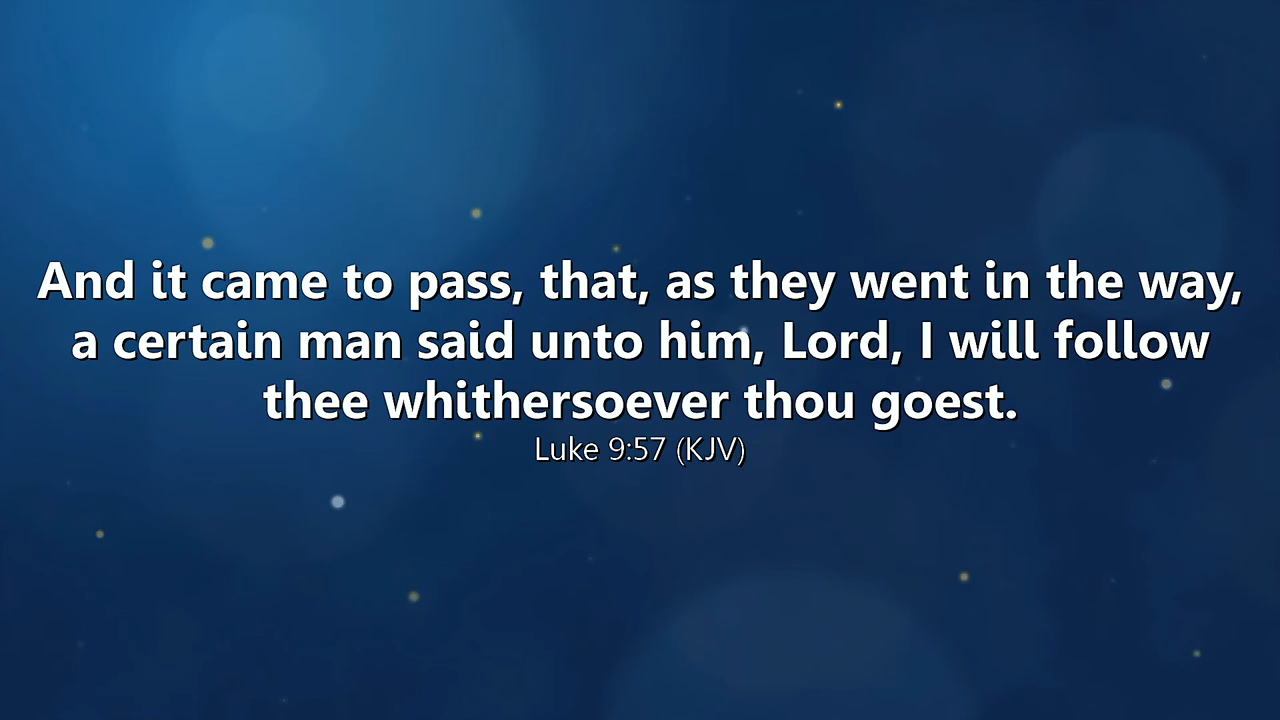 And it came to pass, that, as they went in the way,
a certain man said unto him, Lord, I will follow
thee whithersoever thou goest.
Luke 9:57 (KJV)